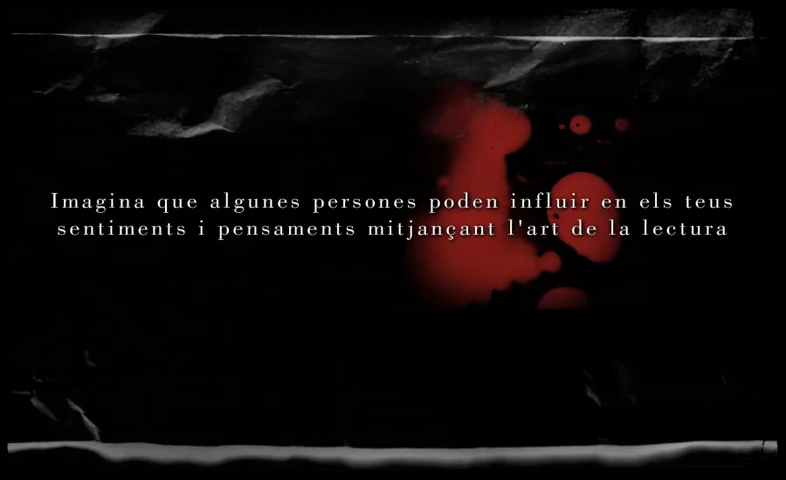 Imagina que algunes persones poden influir en els teus
sentiments i pensaments mitjançant l'art de la lectura